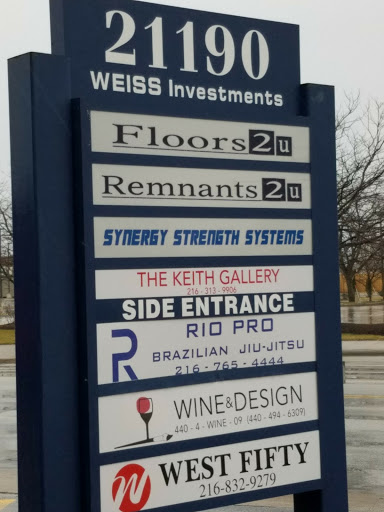 21190
WEISS Investments
Floors2u
Remnants2u
SYNERGY STRENGTH SYSTEMS
THE KEITH GALLERY
216-313-9906
SIDE ENTRANCE
R
RIO PRO
BRAZILIAN JIU-JITSU
216-765-4444
WINE&DESIGN
440-4-WINE-09 (440-494-6309)
W
WEST FIFTY
216-832-9279